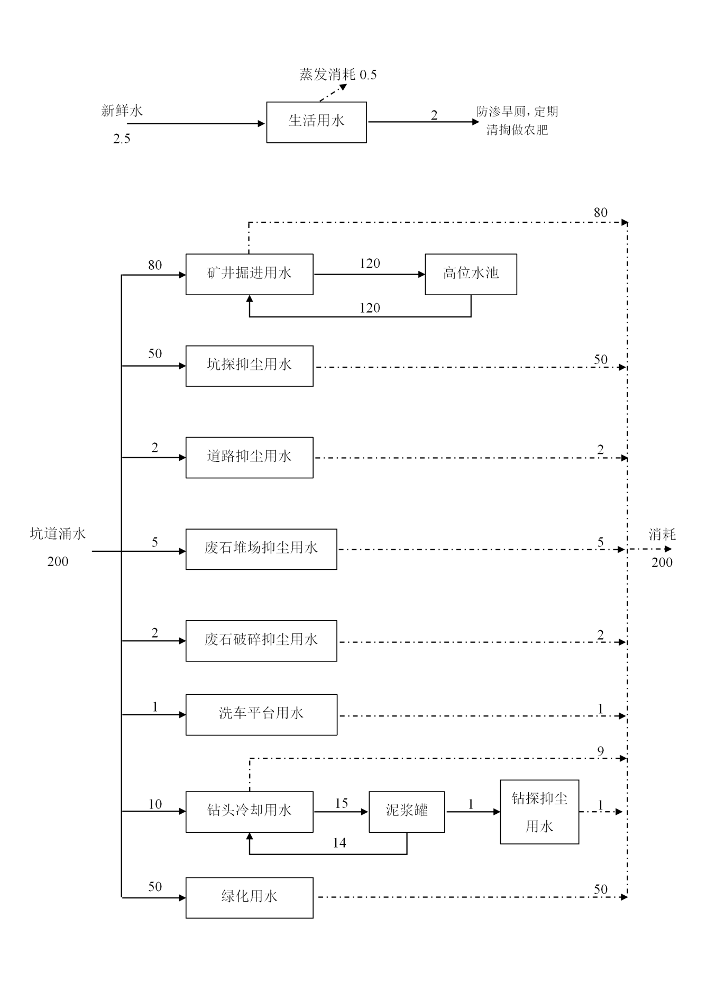 蒸发消耗 0.5
新鲜水
2.5
生活用水
2
防渗旱厕，定期
清掏做农肥
80
80
矿井掘进用水
120
高位水池
120
50
坑探抑尘用水
50
2
道路抑尘用水
2
坑道涌水
200
5
废石堆场抑尘用水
5
消耗
200
2
废石破碎抑尘用水
2
1
洗车平台用水
1
9
10
钻头冷却用水
15
泥浆罐
1
钻探抑尘
用水
1
14
50
绿化用水
50